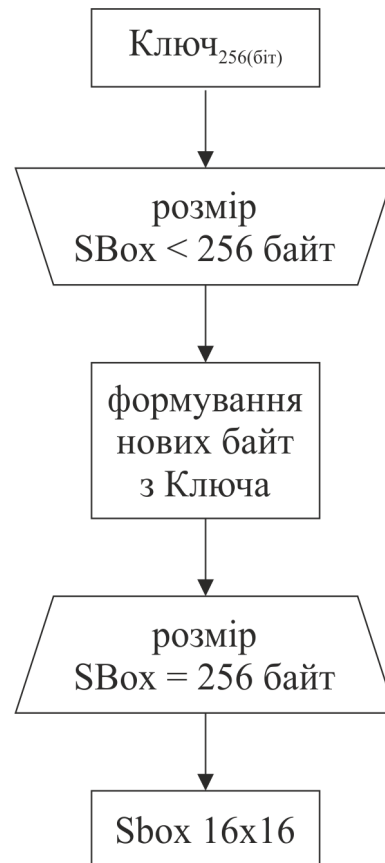 Ключ256(біт)
розмір
SBox < 256 байт
формування
нових байт
з Ключа
розмір
SBox = 256 байт
Sbox 16x16